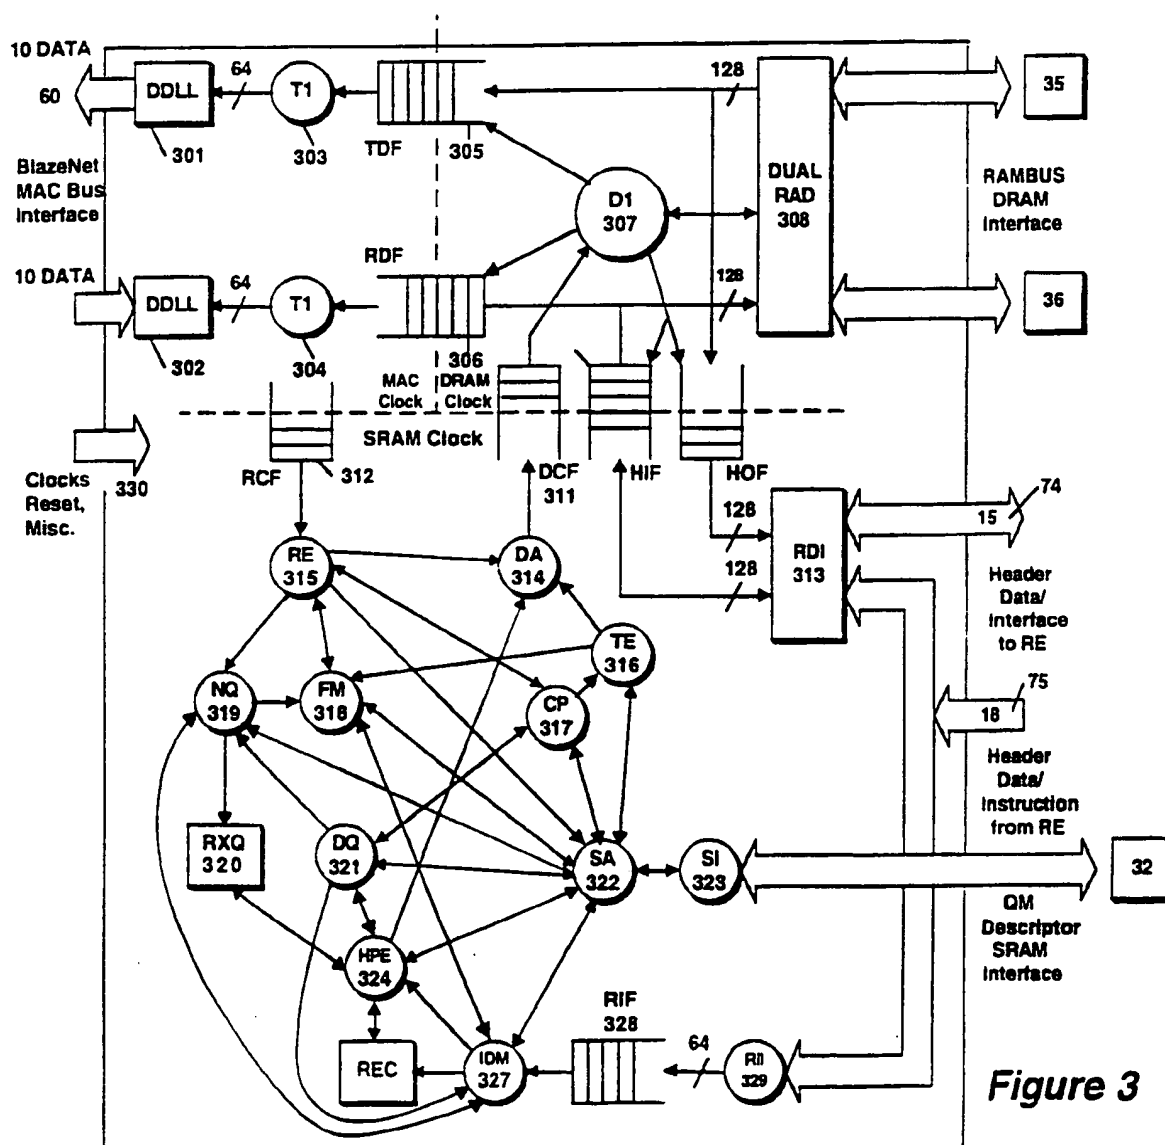 10 DATA
60
DDLL
301
64
T1
303
TDF
305
128
DUAL
RAD
308
35
BlazeNet
MAC Bus
Interface
D1
307
RAMBUS
DRAM
Interface
10 DATA
DDLL
302
64
T1
304
RDF
306
128
36
MAC
Clock
DRAM
Clock
SRAM Clock
Clocks
Reset,
Misc.
330
RCF
312
DCF
311
HIF
HOF
128
128
RDI
313
15
74
Header
Data/
Interface
to RE
RE
315
DA
314
TE
316
NQ
319
FM
318
CP
317
18
75
Header
Data/
Instruction
from RE
RXQ
320
DQ
321
SA
322
SI
323
32
QM
Descriptor
SRAM
Interface
HPE
324
REC
IDM
327
RIF
328
64
RII
329
Figure 3